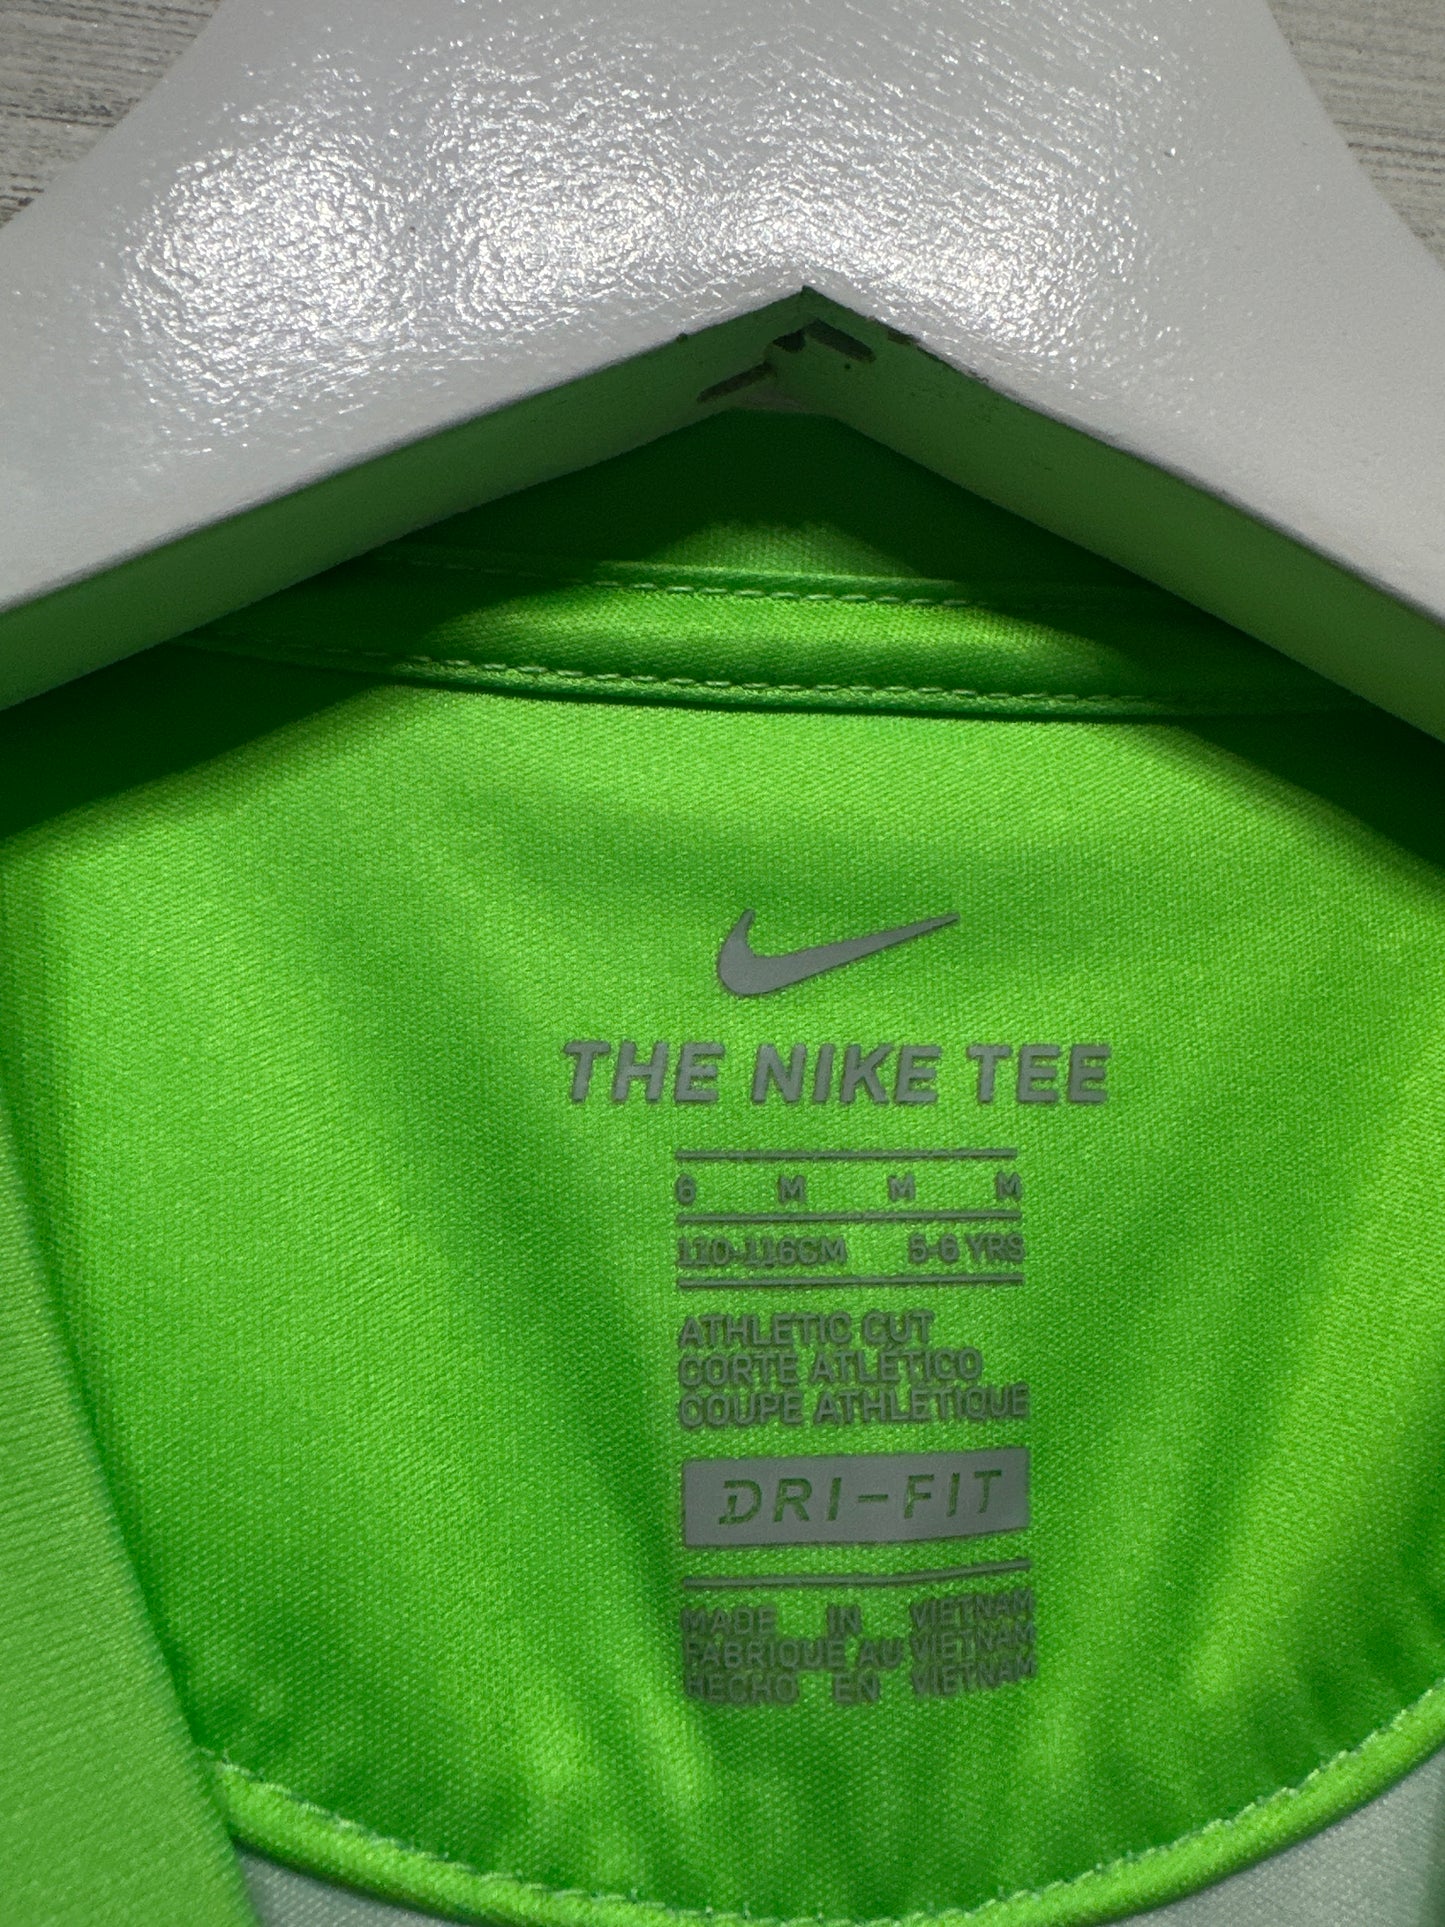 THE NIKE TEE
6 M M M
110-116CM 5-6 YRS
ATHLETIC CUT
CORTE ATLÉTICO
COUPE ATHLÉTIQUE
DRI-FIT
MADE IN VIETNAM
FABRIQUE AU VIETNAM
HECHO EN VIETNAM